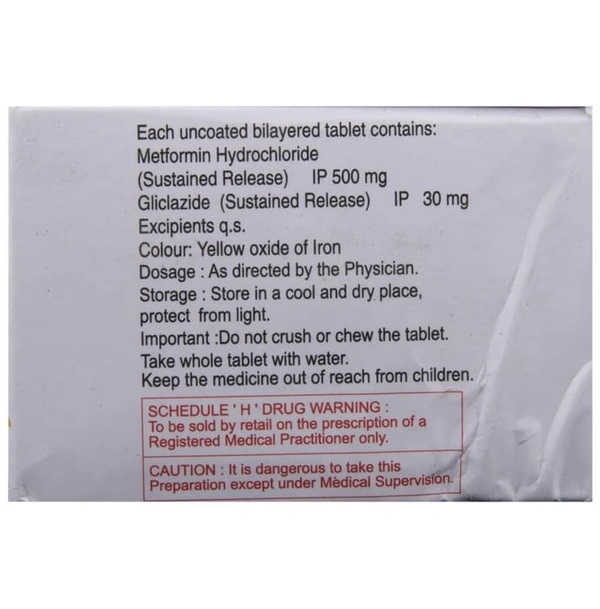 Each uncoated bilayered tablet contains:
Metformin Hydrochloride
(Sustained Release) IP 500 mg
Gliclazide (Sustained Release) IP 30 mg
Excipients q.s.
Colour: Yellow oxide of Iron
Dosage : As directed by the Physician.
Storage : Store in a cool and dry place,
protect from light.
Important :Do not crush or chew the tablet.
Take whole tablet with water.
Keep the medicine out of reach from children.
SCHEDULE ' H ' DRUG WARNING :
To be sold by retail on the prescription of a
Registered Medical Practitioner only.
CAUTION : It is dangerous to take this
Preparation except under Medical Supervision.